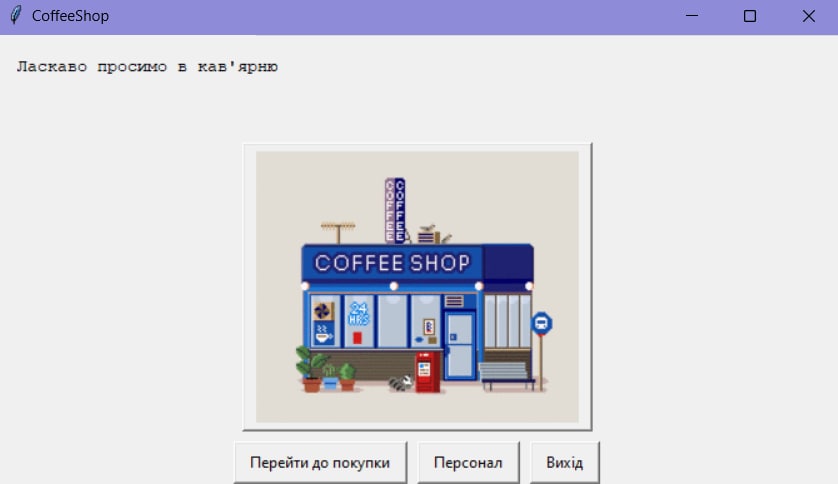 CoffeeShop
Ласкаво просимо в кав'ярню
COFFEE
COFFEE
COFFEE SHOP
24
HRS
Перейти до покупки
Персонал
Вихід